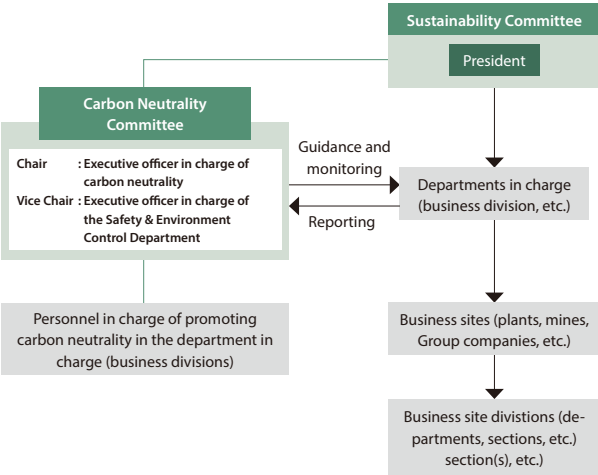 Sustainability Committee
President
Carbon Neutrality
Committee
Chair : Executive officer in charge of
carbon neutrality
Vice Chair : Executive officer in charge of
the Safety & Environment
Control Department
Guidance and
monitoring
Reporting
Departments in charge
(business division, etc.)
Personnel in charge of promoting
carbon neutrality in the department in
charge (business divisions)
Business sites (plants, mines,
Group companies, etc.)
Business site divistions (de-
partments, sections, etc.)
section(s), etc.)